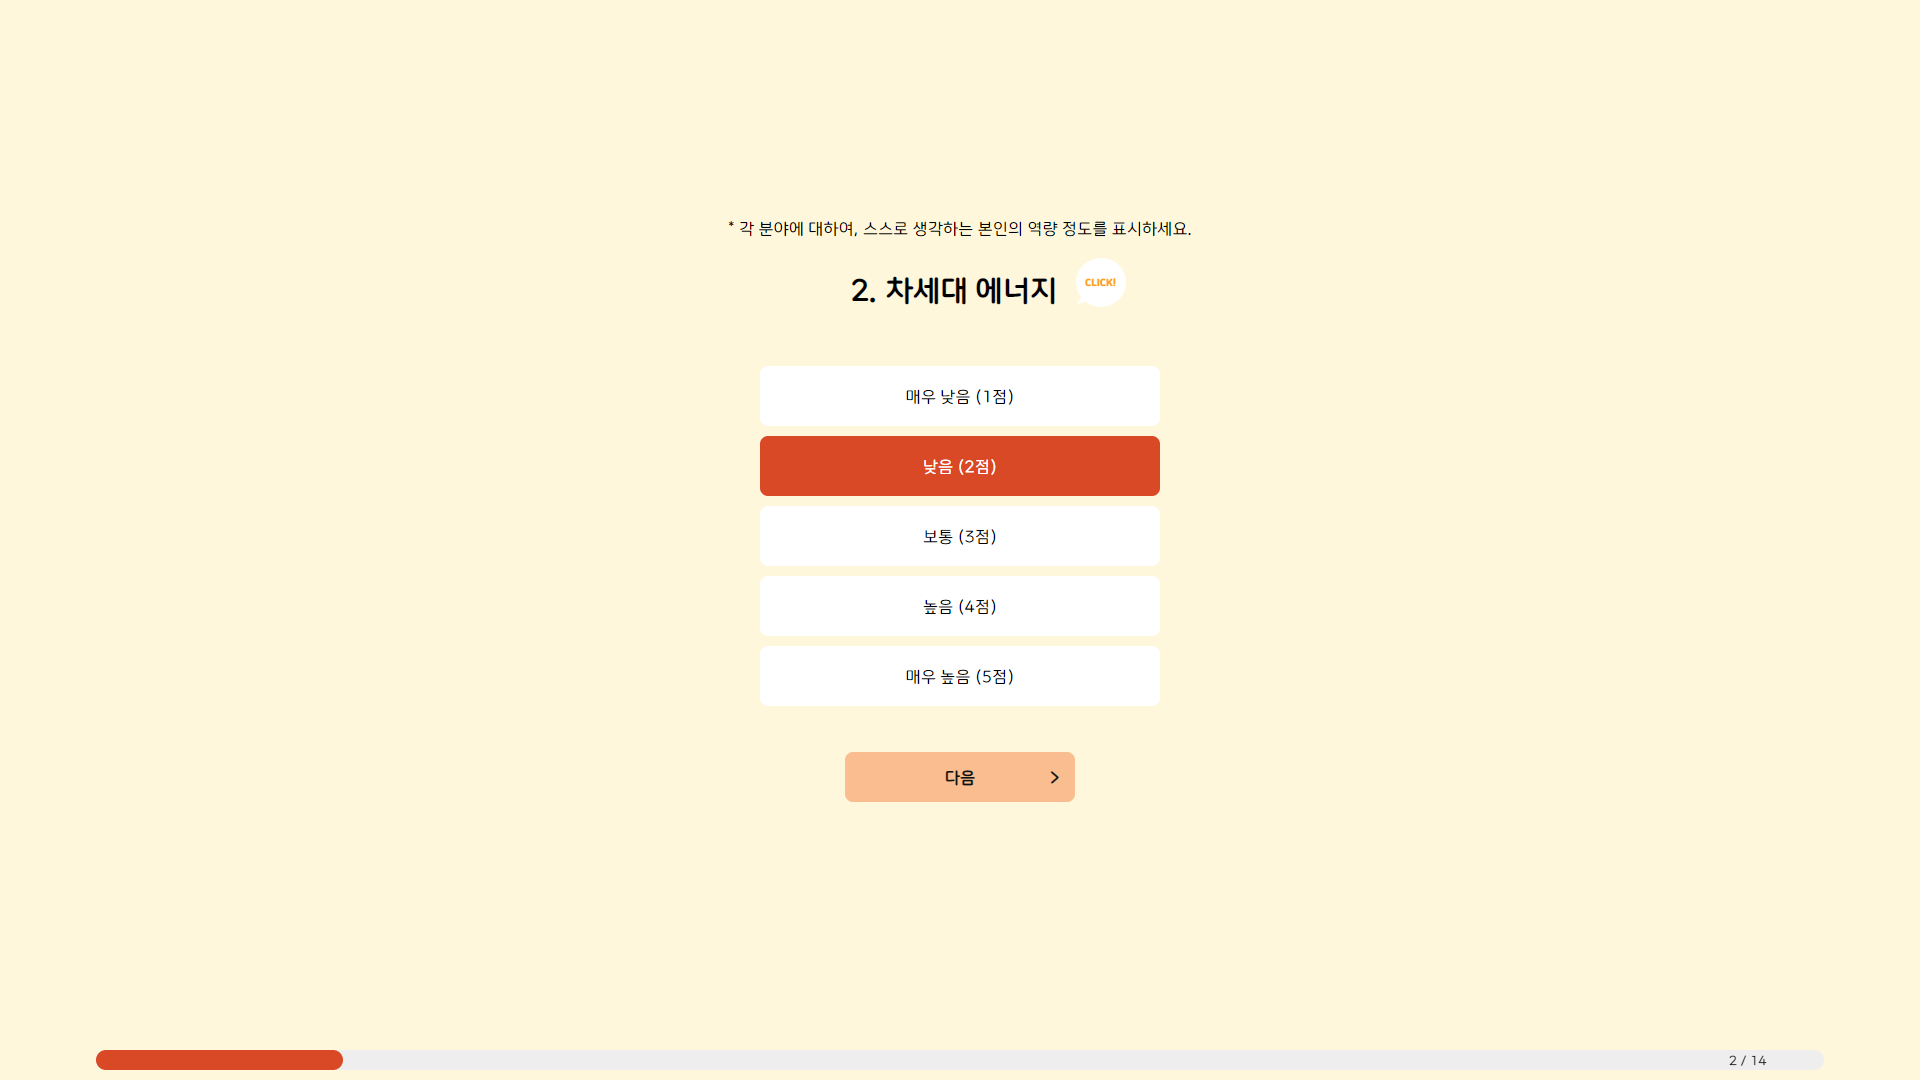 * 각 분야에 대하여, 스스로 생각하는 본인의 역량 정도를 표시하세요.
2. 차세대 에너지
CLICK!
매우 낮음 (1점)
낮음 (2점)
보통 (3점)
높음 (4점)
매우 높음 (5점)
다음
2 / 14